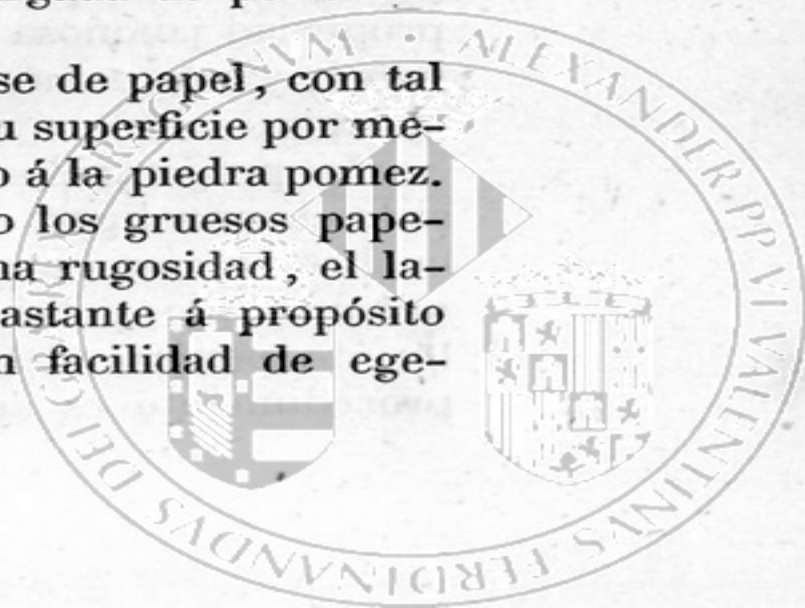 se de papel, con tal
u superficie por me-
o á la piedra pomez.
o los gruesos pape-
na rugosidad, el la-
astante á propósito
n facilidad de ege-
ALEXANDER PP VI VALENTINVS FERDINANDVS DEI G